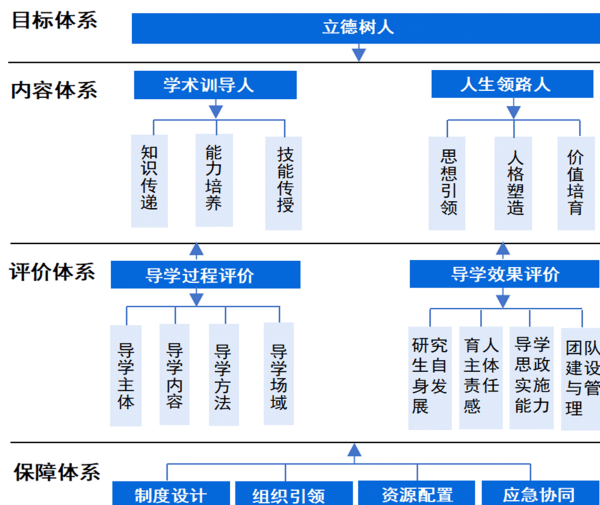 目标体系
立德树人
内容体系
学术训导人
人生领路人
知识传递
能力培养
技能传授
思想引领
人格塑造
价值培育
评价体系
导学过程评价
导学效果评价
导学主体
导学内容
导学方法
导学场域
研究生自身发展
育人主体责任感
导学思政实施能力
团队建设与管理
保障体系
制度设计
组织引领
资源配置
应急协同